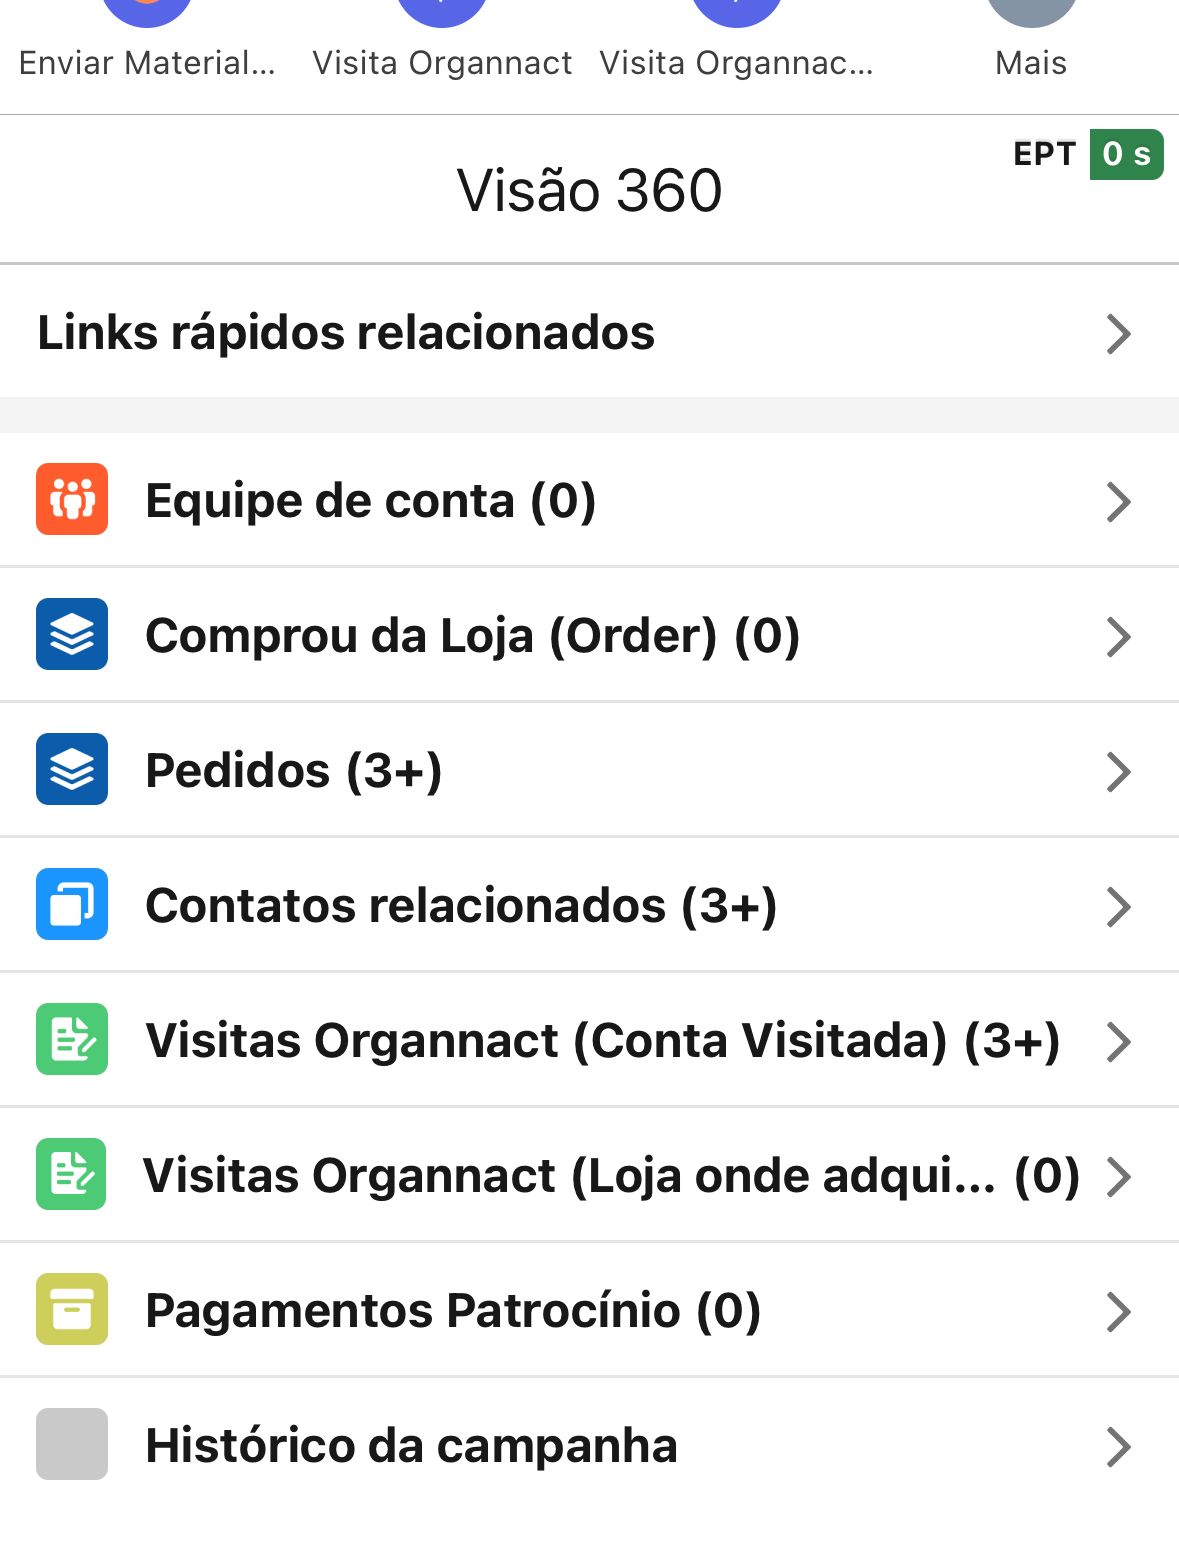 Enviar Material...
Visita Organnact
Visita Organnac...
Mais
EPT 0 s
Visão 360
Links rápidos relacionados
Equipe de conta (0)
Comprou da Loja (Order) (0)
Pedidos (3+)
Contatos relacionados (3+)
Visitas Organnact (Conta Visitada) (3+)
Visitas Organnact (Loja onde adqui... (0)
Pagamentos Patrocínio (0)
Histórico da campanha